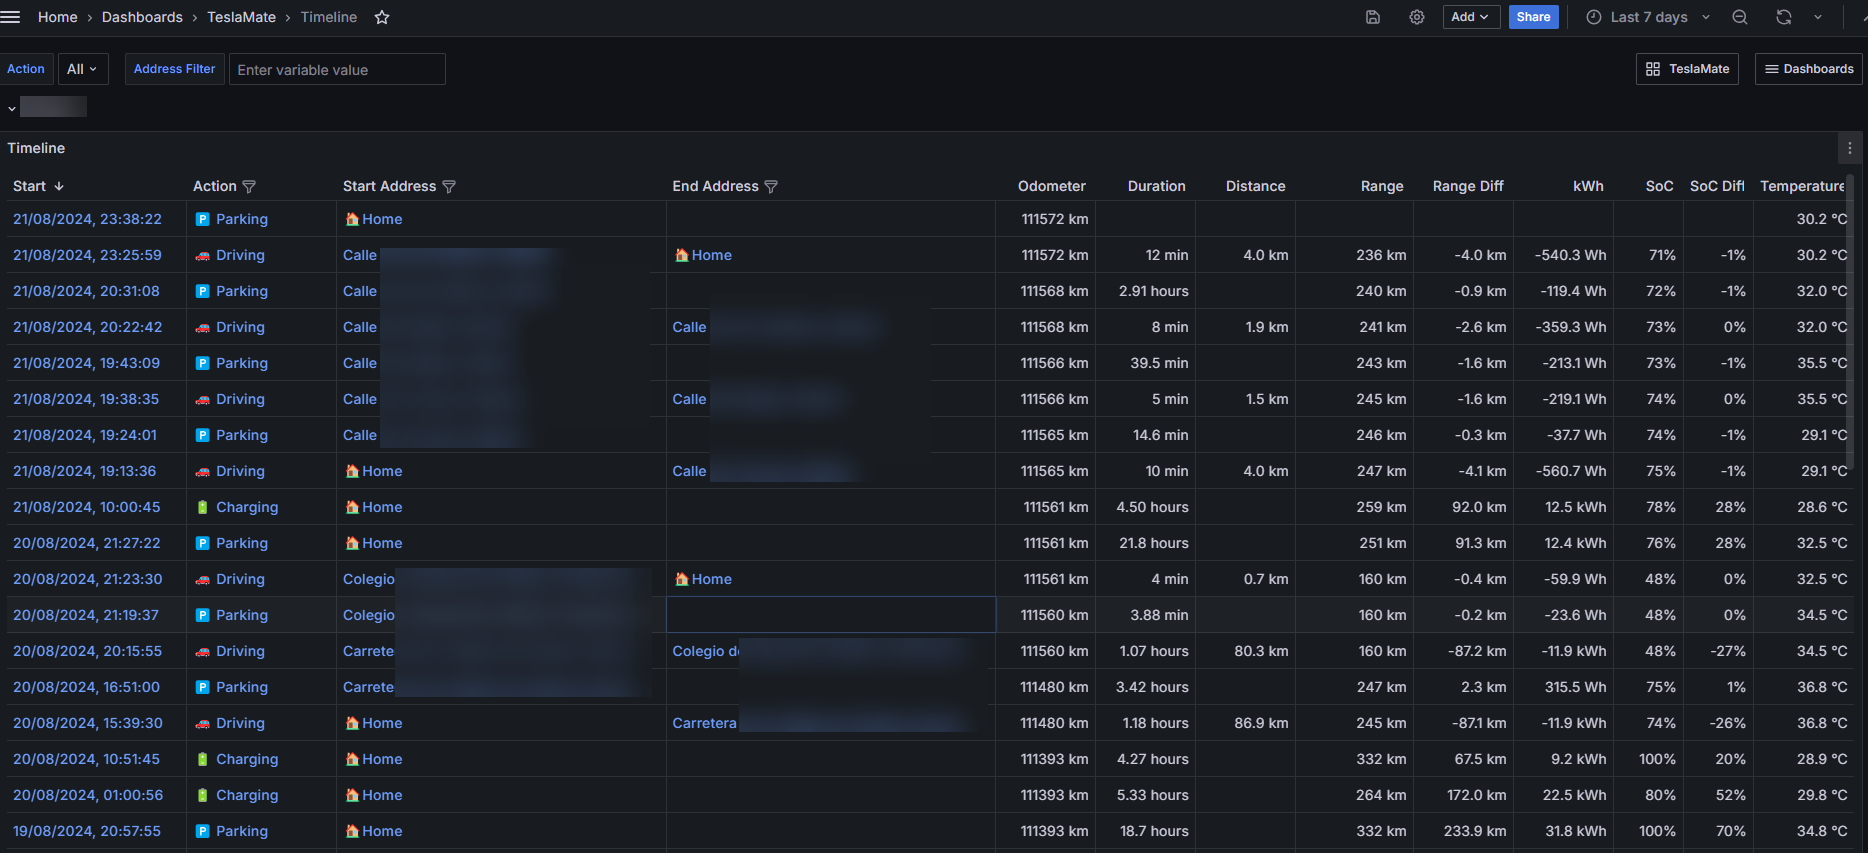 Home › Dashboards › TeslaMate › Timeline Add Share Last 7 days
Action All Address Filter Enter variable value TeslaMate Dashboards
Timeline
Start Action Start Address End Address Odometer Duration Distance Range Range Diff kWh SoC SoC Diff Temperature
21/08/2024, 23:38:22 P Parking Home 111572 km 30.2 °C
21/08/2024, 23:25:59 Driving Calle Home 111572 km 12 min 4.0 km 236 km -4.0 km -540.3 Wh 71% -1% 30.2 °C
21/08/2024, 20:31:08 P Parking Calle 111568 km 2.91 hours 240 km -0.9 km -119.4 Wh 72% -1% 32.0 °C
21/08/2024, 20:22:42 Driving Calle Calle 111568 km 8 min 1.9 km 241 km -2.6 km -359.3 Wh 73% 0% 32.0 °C
21/08/2024, 19:43:09 P Parking Calle 111566 km 39.5 min 243 km -1.6 km -213.1 Wh 73% -1% 35.5 °C
21/08/2024, 19:38:35 Driving Calle Calle 111566 km 5 min 1.5 km 245 km -1.6 km -219.1 Wh 74% 0% 35.5 °C
21/08/2024, 19:24:01 P Parking Calle 111565 km 14.6 min 246 km -0.3 km -37.7 Wh 74% -1% 29.1 °C
21/08/2024, 19:13:36 Driving Home Calle 111565 km 10 min 4.0 km 247 km -4.1 km -560.7 Wh 75% -1% 29.1 °C
21/08/2024, 10:00:45 Charging Home 111561 km 4.50 hours 259 km 92.0 km 12.5 kWh 78% 28% 28.6 °C
20/08/2024, 21:27:22 P Parking Home 111561 km 21.8 hours 251 km 91.3 km 12.4 kWh 76% 28% 32.5 °C
20/08/2024, 21:23:30 Driving Colegio Home 111561 km 4 min 0.7 km 160 km -0.4 km -59.9 Wh 48% 0% 32.5 °C
20/08/2024, 21:19:37 P Parking Colegio 111560 km 3.88 min 160 km -0.2 km -23.6 Wh 48% 0% 34.5 °C
20/08/2024, 20:15:55 Driving Carrete Colegio d 111560 km 1.07 hours 80.3 km 160 km -87.2 km -11.9 kWh 48% -27% 34.5 °C
20/08/2024, 16:51:00 P Parking Carrete 111480 km 3.42 hours 247 km 2.3 km 315.5 Wh 75% 1% 36.8 °C
20/08/2024, 15:39:30 Driving Home Carretera 111480 km 1.18 hours 86.9 km 245 km -87.1 km -11.9 kWh 74% -26% 36.8 °C
20/08/2024, 10:51:45 Charging Home 111393 km 4.27 hours 332 km 67.5 km 9.2 kWh 100% 20% 28.9 °C
20/08/2024, 01:00:56 Charging Home 111393 km 5.33 hours 264 km 172.0 km 22.5 kWh 80% 52% 29.8 °C
19/08/2024, 20:57:55 P Parking Home 111393 km 18.7 hours 332 km 233.9 km 31.8 kWh 100% 70% 34.8 °C